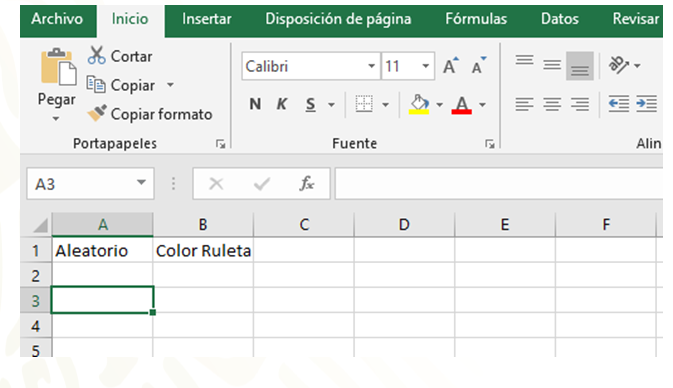 Archivo Inicio Insertar Disposición de página Fórmulas Datos Revisar
Pegar
Cortar
Copiar
Copiar formato
Portapapeles
Calibri 11 A A
N K S A
Fuente
Alin
A3 fx
A B C D E F
1 Aleatorio Color Ruleta
2
3
4
5